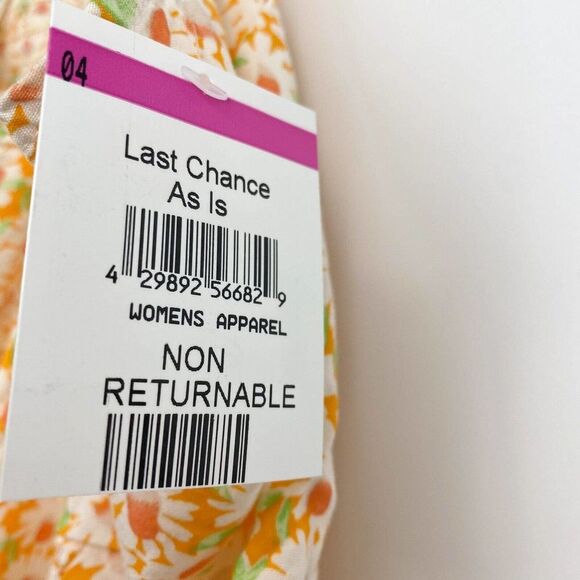 04
Last Chance
As Is
4 29892 56682 9
WOMENS APPAREL
NON
RETURNABLE